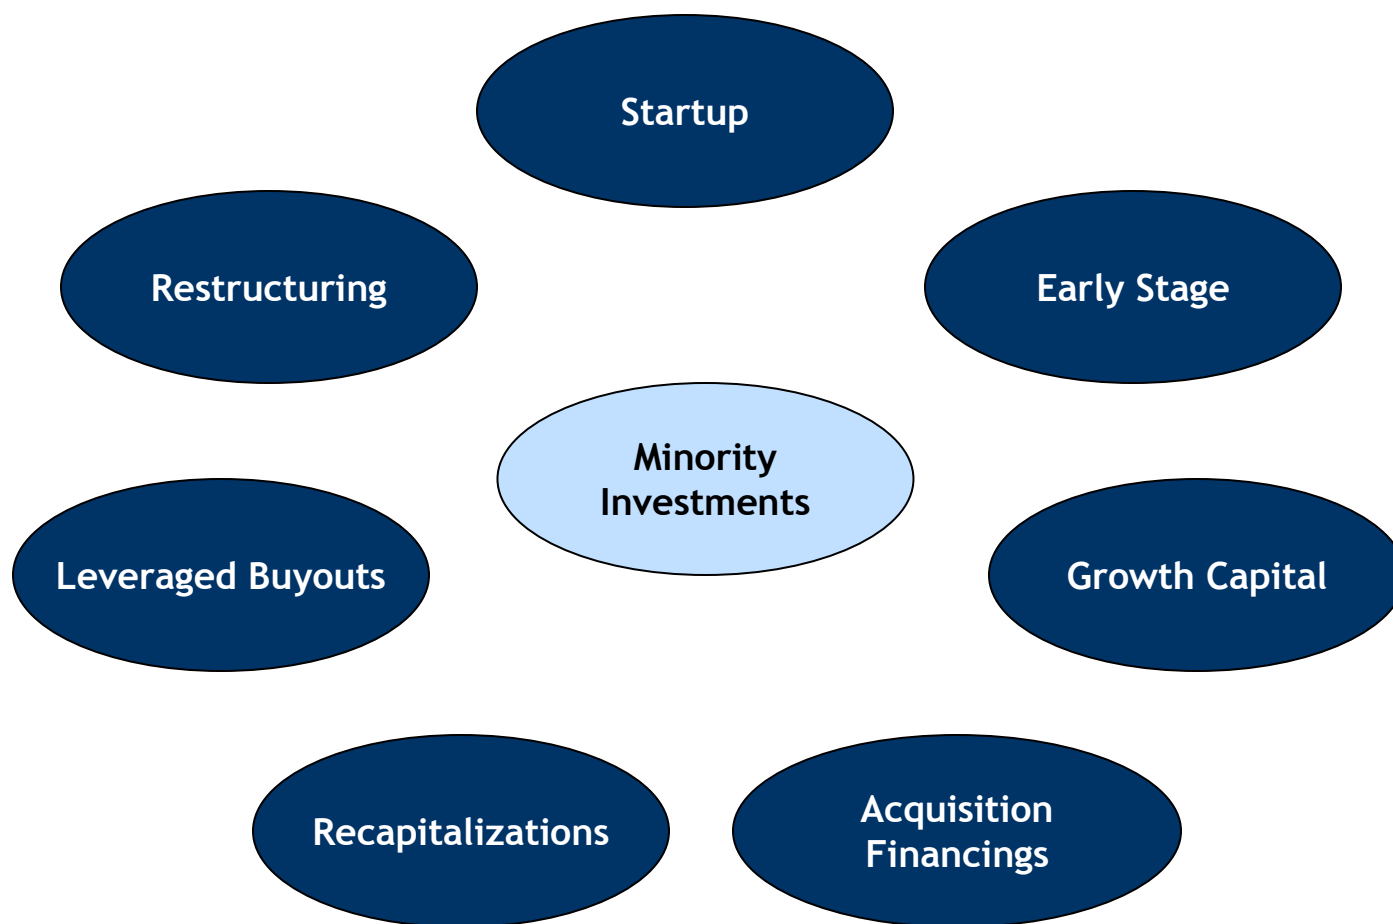 Startup
Restructuring
Early Stage
Minority
Investments
Leveraged Buyouts
Growth Capital
Recapitalizations
Acquisition
Financings